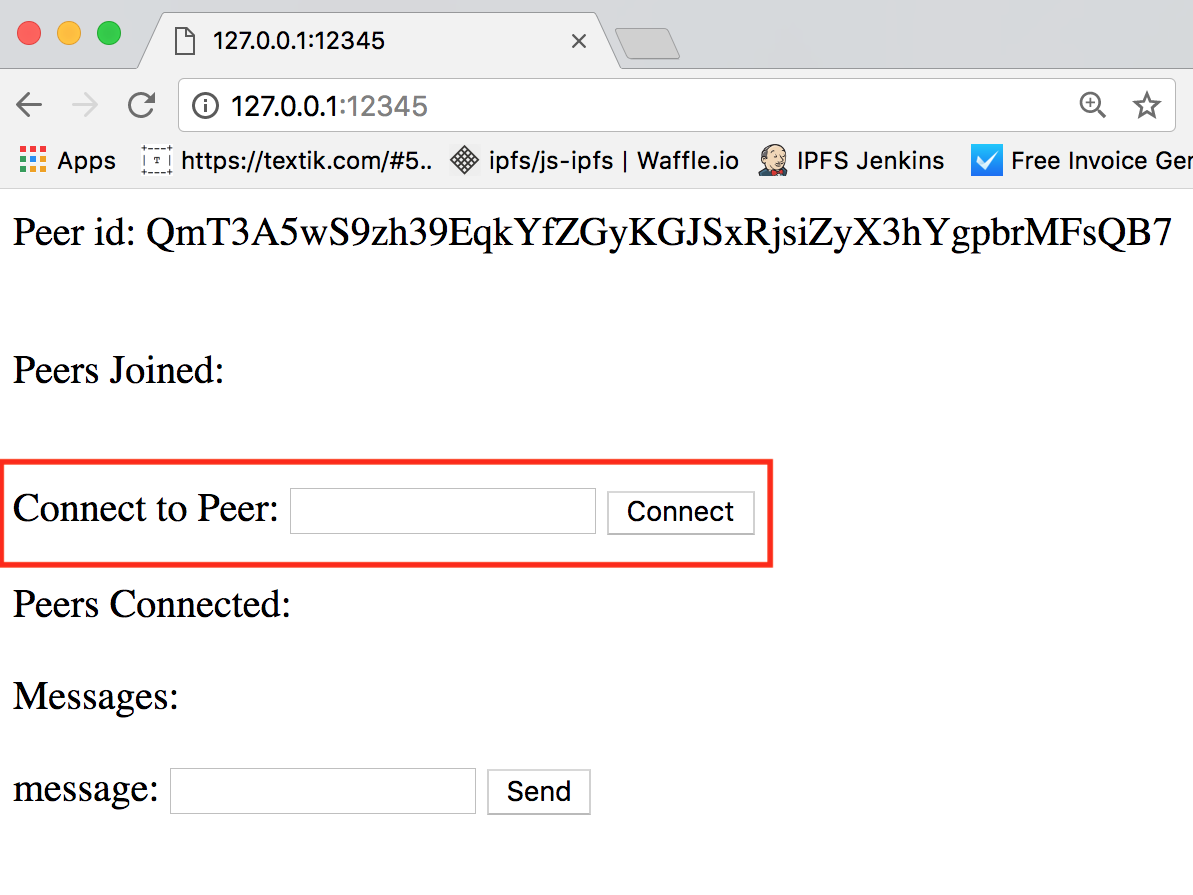 127.0.0.1:12345
127.0.0.1:12345
Apps https://textik.com/#5.. ipfs/js-ipfs | Waffle.io IPFS Jenkins Free Invoice Ger
Peer id: QmT3A5wS9zh39EqkYfZGyKGJSxRjsiZyX3hYgpbrMFsQB7
Peers Joined:
Connect to Peer: Connect
Peers Connected:
Messages:
message: Send